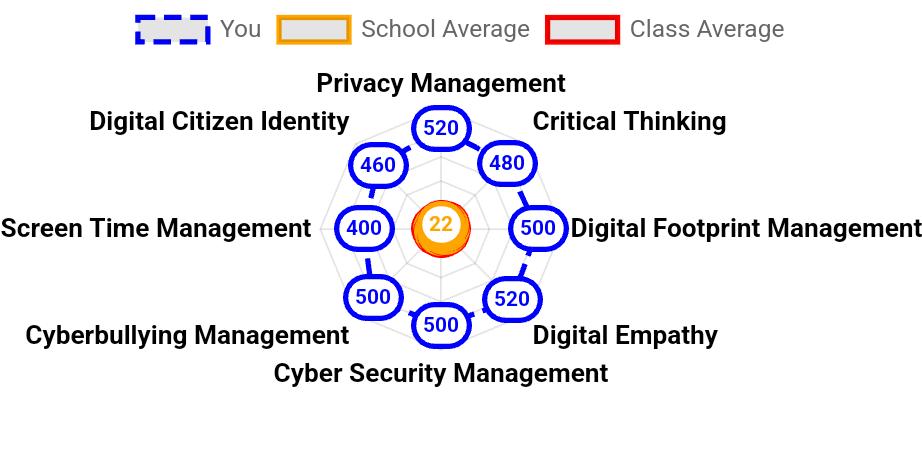 You School Average Class Average
Privacy Management
Digital Citizen Identity Critical Thinking
520
460 480
Screen Time Management 400 22 500 Digital Footprint Management
500 520
500
Cyberbullying Management Digital Empathy
Cyber Security Management